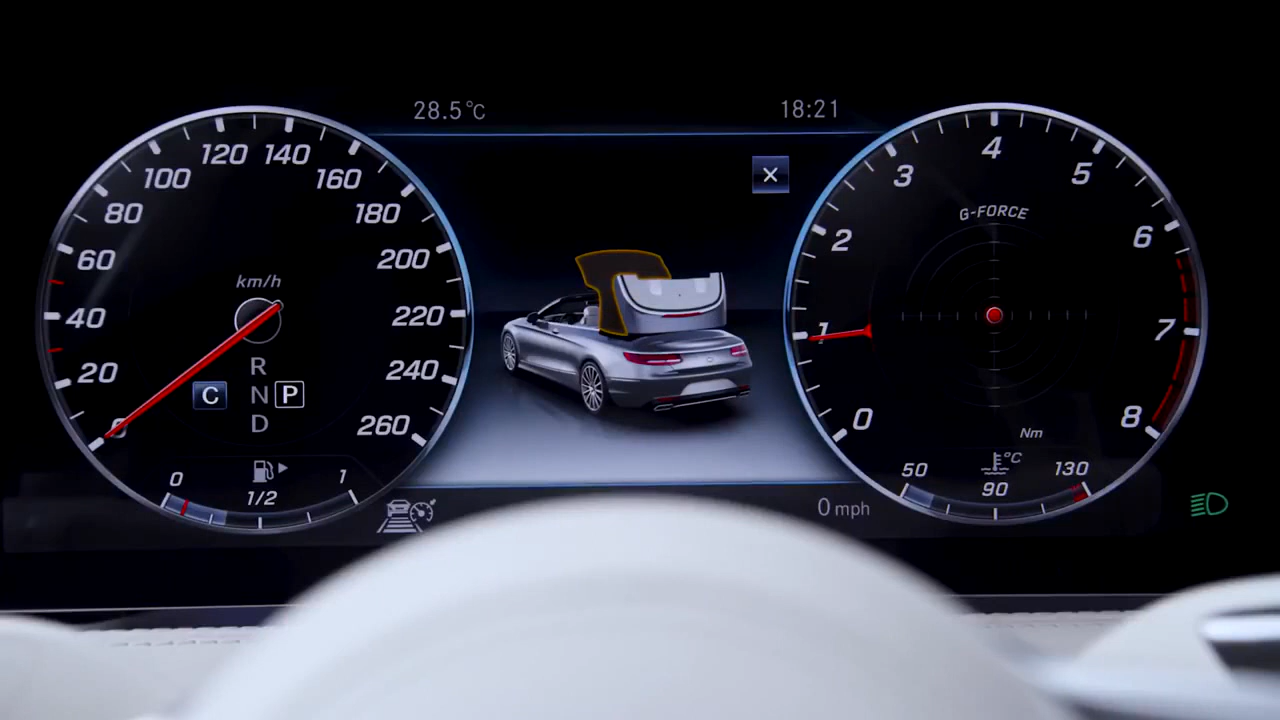 28.5°C
18:21
0 20 40 60 80 100 120 140 160 180 200 220 240 260
km/h
R
C N P
D
0 1/2 1
0 1 2 3 4 5 6 7 8
G-FORCE
Nm
°C
50 90 130
0 mph